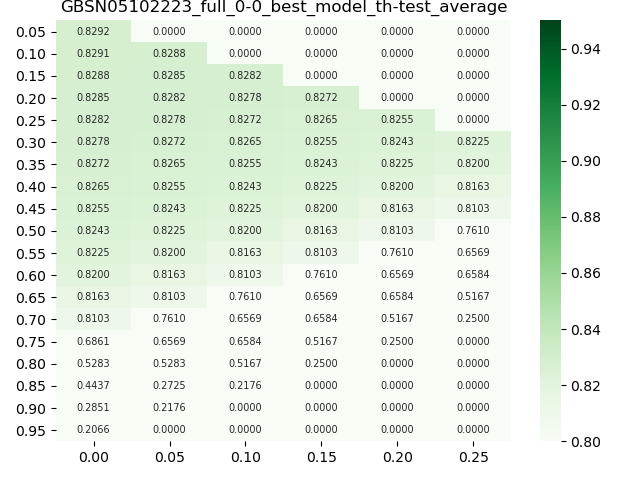 GBSN05102223_full_0-0_best_model_th-test_average
0.05 0.8292 0.0000 0.0000 0.0000 0.0000 0.0000
0.10 0.8291 0.8288 0.0000 0.0000 0.0000 0.0000
0.15 0.8288 0.8285 0.8282 0.0000 0.0000 0.0000
0.20 0.8285 0.8282 0.8278 0.8272 0.0000 0.0000
0.25 0.8282 0.8278 0.8272 0.8265 0.8255 0.0000
0.30 0.8278 0.8272 0.8265 0.8255 0.8243 0.8225
0.35 0.8272 0.8265 0.8255 0.8243 0.8225 0.8200
0.40 0.8265 0.8255 0.8243 0.8225 0.8200 0.8163
0.45 0.8255 0.8243 0.8225 0.8200 0.8163 0.8103
0.50 0.8243 0.8225 0.8200 0.8163 0.8103 0.7610
0.55 0.8225 0.8200 0.8163 0.8103 0.7610 0.6569
0.60 0.8200 0.8163 0.8103 0.7610 0.6569 0.6584
0.65 0.8163 0.8103 0.7610 0.6569 0.6584 0.5167
0.70 0.8103 0.7610 0.6569 0.6584 0.5167 0.2500
0.75 0.6861 0.6569 0.6584 0.5167 0.2500 0.0000
0.80 0.5283 0.5283 0.5167 0.2500 0.0000 0.0000
0.85 0.4437 0.2725 0.2176 0.0000 0.0000 0.0000
0.90 0.2851 0.2176 0.0000 0.0000 0.0000 0.0000
0.95 0.2066 0.0000 0.0000 0.0000 0.0000 0.0000
0.00 0.05 0.10 0.15 0.20 0.25
0.94
0.92
0.90
0.88
0.86
0.84
0.82
0.80